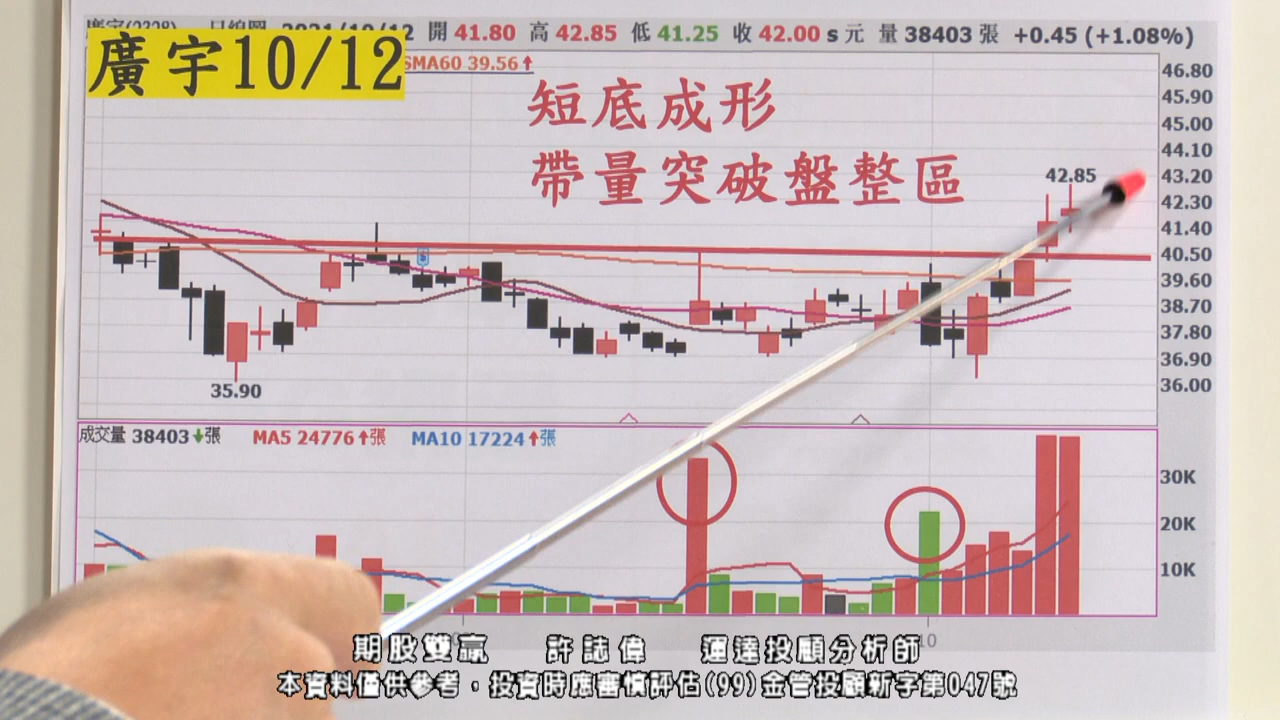 2021/10/12 開 41.80 高 42.85 低 41.25 收 42.00 s 元 量 38403 張 +0.45 (+1.08%)
廣宇10/12
SMA60 39.56↑
短底成形
帶量突破盤整區
46.80
45.90
45.00
44.10
43.20
42.30
41.40
40.50
39.60
38.70
37.80
36.90
36.00
42.85
35.90
成交量 38403↓張 MA5 24776↑張 MA10 17224↑張
30K
20K
10K
10
期股雙贏 許誌偉 運達投顧分析師
本資料僅供參考，投資時應審慎評估(99)金管投顧新字第047號